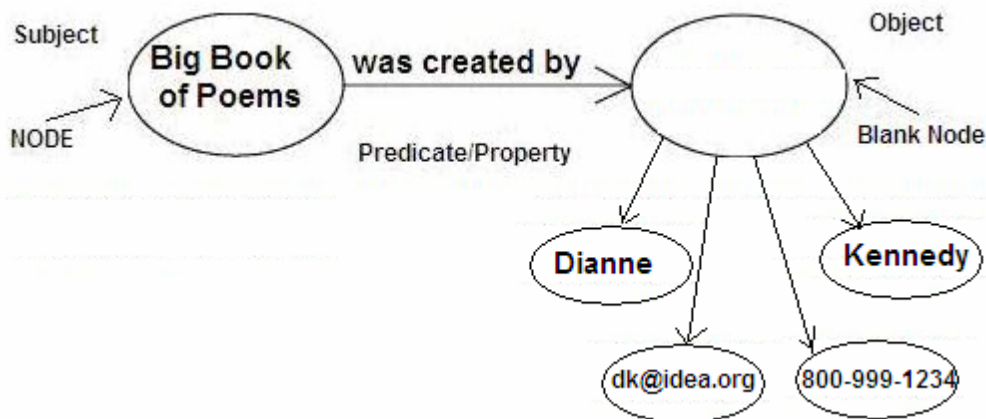 Subject
Object
Big Book
of Poems
was created by
NODE
Predicate/Property
Blank Node
Dianne
Kennedy
dk@idea.org
800-999-1234